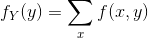 f_Y(y) = \sum_x f(x, y)